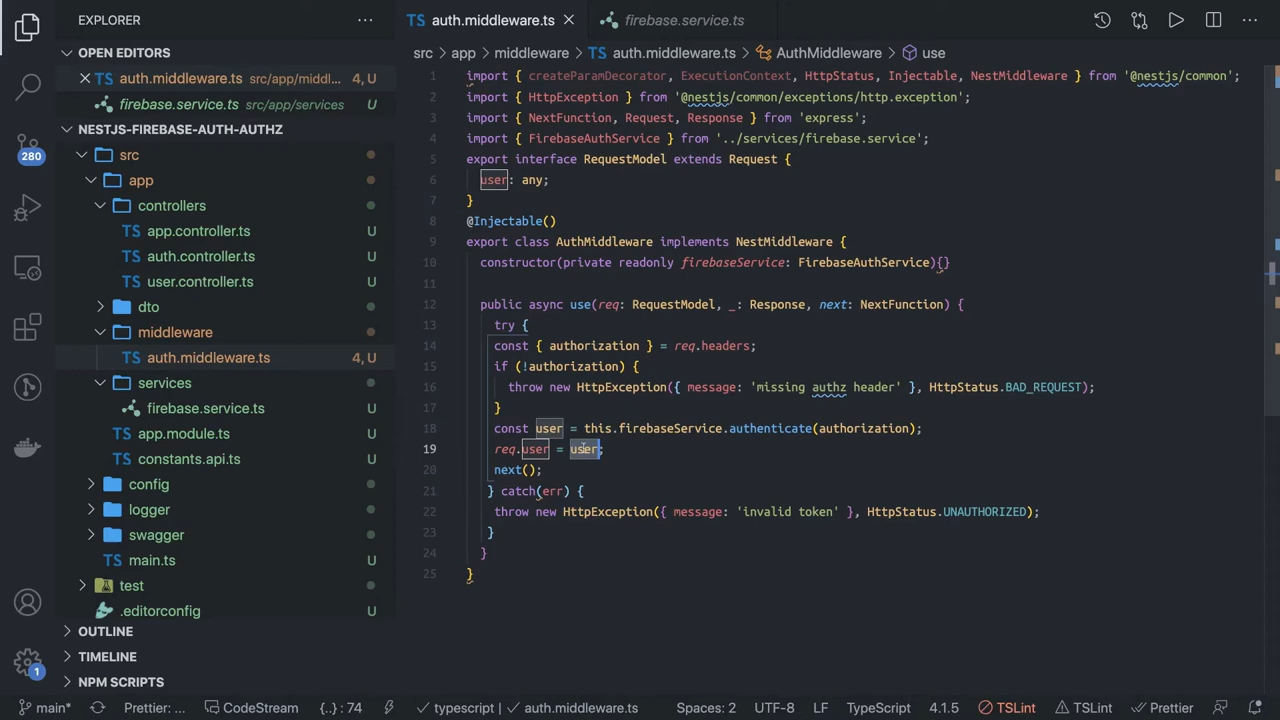 EXPLORER
OPEN EDITORS
TS auth.middleware.ts src/app/middl... 4, U
firebase.service.ts src/app/services U
NESTJS-FIREBASE-AUTH-AUTHZ
src
app
controllers
TS app.controller.ts U
TS auth.controller.ts U
TS user.controller.ts U
dto
middleware
TS auth.middleware.ts 4, U
services
firebase.service.ts U
TS app.module.ts U
TS constants.api.ts U
config
logger
swagger
TS main.ts U
test
.editorconfig U
OUTLINE
TIMELINE
NPM SCRIPTS
280
1
TS auth.middleware.ts
firebase.service.ts
src > app > middleware > TS auth.middleware.ts > AuthMiddleware > use
1 import { createParamDecorator, ExecutionContext, HttpStatus, Injectable, NestMiddleware } from '@nestjs/common';
2 import { HttpException } from '@nestjs/common/exceptions/http.exception';
3 import { NextFunction, Request, Response } from 'express';
4 import { FirebaseAuthService } from '../services/firebase.service';
5 export interface RequestModel extends Request {
6 user: any;
7 }
8 @Injectable()
9 export class AuthMiddleware implements NestMiddleware {
10 constructor(private readonly firebaseService: FirebaseAuthService){}
11
12 public async use(req: RequestModel, _: Response, next: NextFunction) {
13 try {
14 const { authorization } = req.headers;
15 if (!authorization) {
16 throw new HttpException({ message: 'missing authz header' }, HttpStatus.BAD_REQUEST);
17 }
18 const user = this.firebaseService.authenticate(authorization);
19 req.user = user;
20 next();
21 } catch(err) {
22 throw new HttpException({ message: 'invalid token' }, HttpStatus.UNAUTHORIZED);
23 }
24 }
25 }
main* Prettier: ... CodeStream {..} : 74 typescript | auth.middleware.ts Spaces: 2 UTF-8 LF TypeScript 4.1.5 TSLint TSLint Prettier